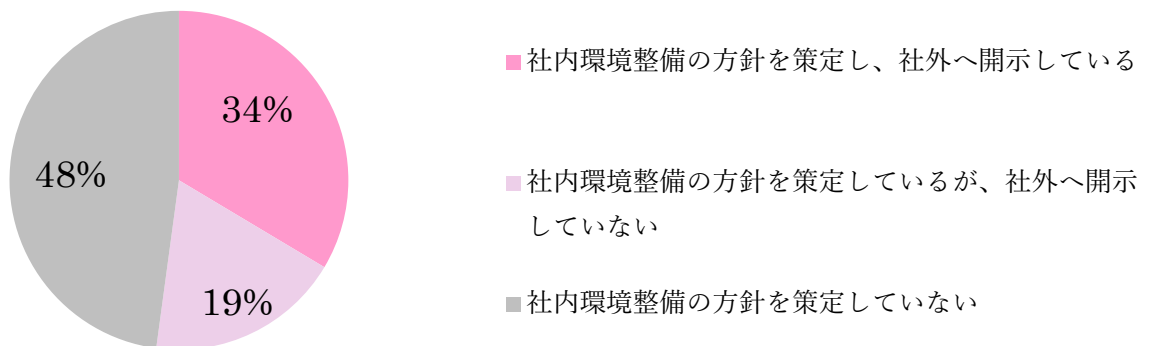 34%
48%
19%
社内環境整備の方針を策定し、社外へ開示している
社内環境整備の方針を策定しているが、社外へ開示
していない
社内環境整備の方針を策定していない